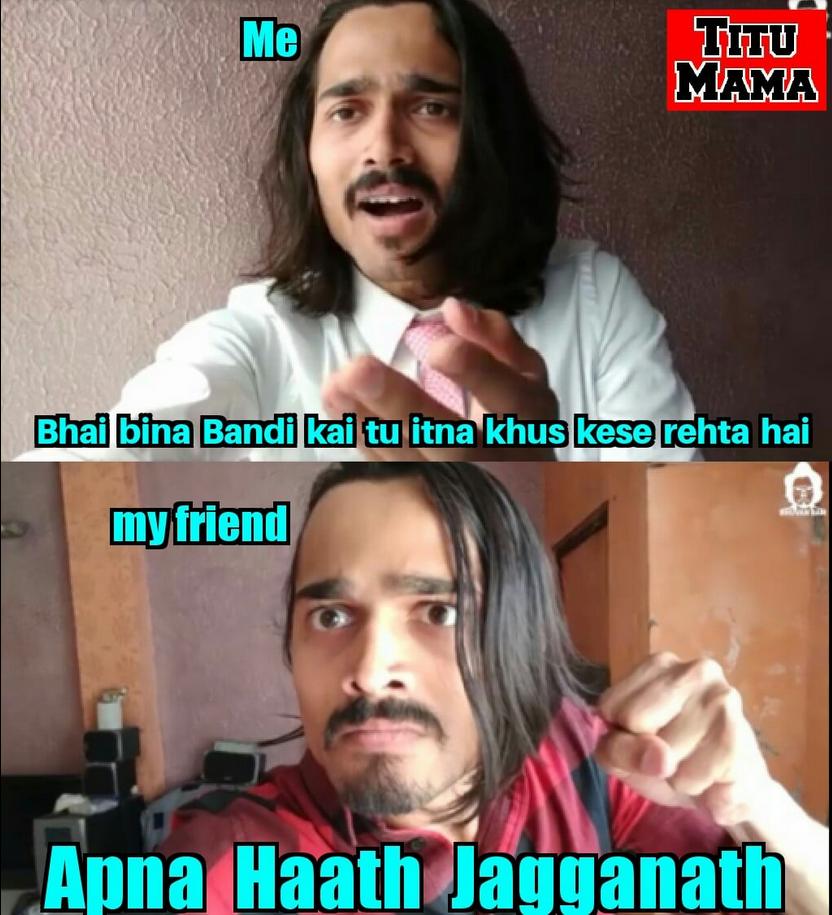 Me
TITU
MAMA
Bhai bina Bandi kai tu itna khus kese rehta hai
my friend
Apna Haath Jagganath